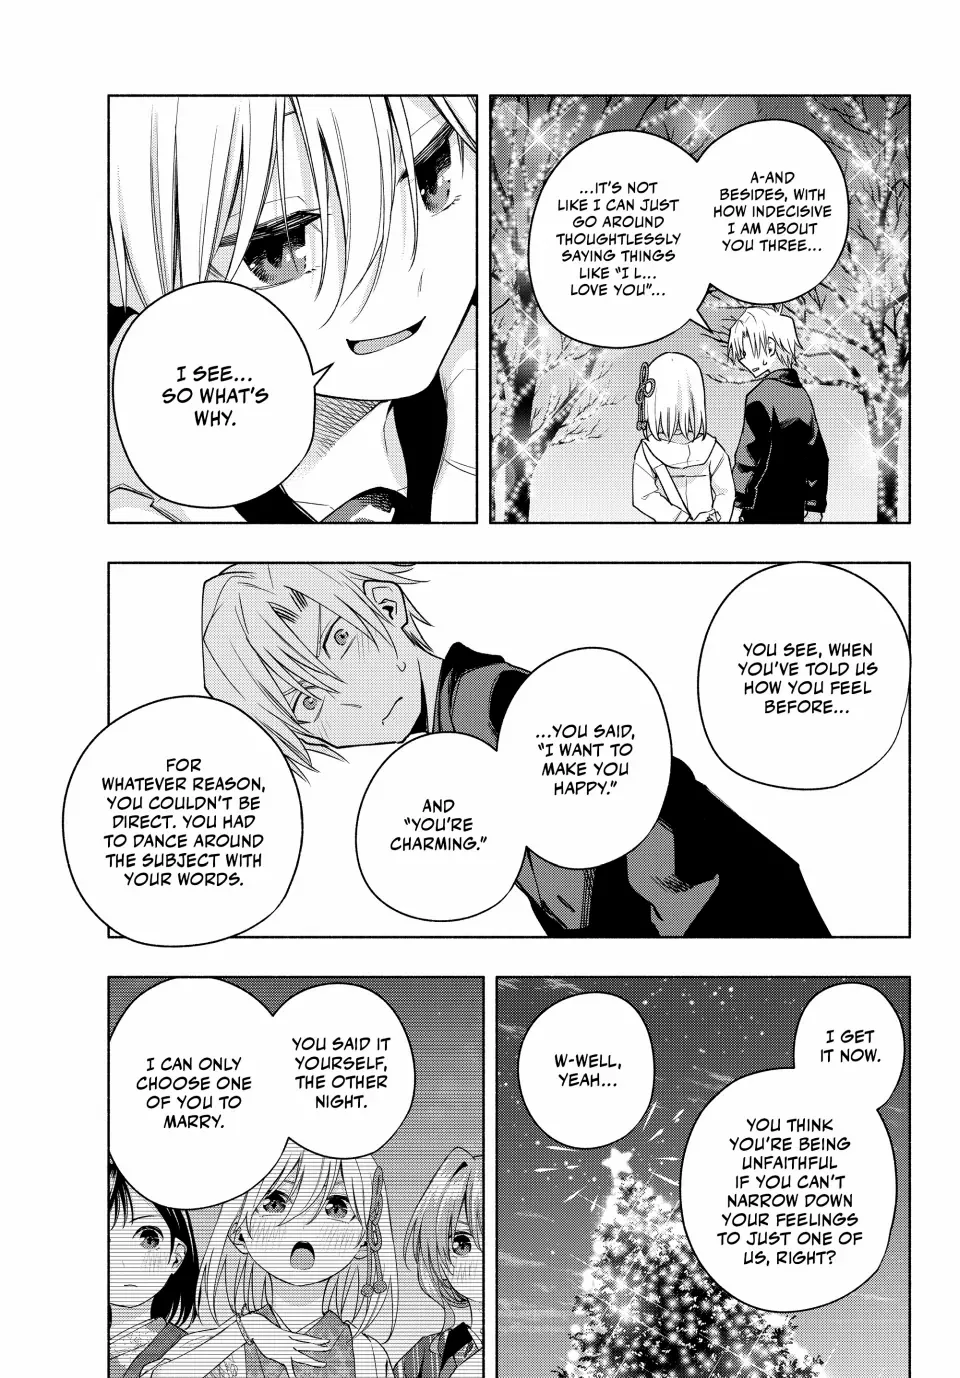 A-AND
BESIDES, WITH
HOW INDECISIVE
I AM ABOUT
YOU THREE...
...IT'S NOT
LIKE I CAN JUST
GO AROUND
THOUGHTLESSLY
SAYING THINGS
LIKE "I L...
LOVE YOU"...
I SEE...
SO WHAT'S
WHY.
YOU SEE, WHEN
YOU'VE TOLD US
HOW YOU FEEL
BEFORE...
...YOU SAID,
"I WANT TO
MAKE YOU
HAPPY."
AND
"YOU'RE
CHARMING."
FOR
WHATEVER REASON,
YOU COULDN'T BE
DIRECT. YOU HAD
TO DANCE AROUND
THE SUBJECT WITH
YOUR WORDS.
I GET
IT NOW.
YOU THINK
YOU'RE BEING
UNFAITHFUL
IF YOU CAN'T
NARROW DOWN
YOUR FEELINGS
TO JUST ONE OF
US, RIGHT?
W-WELL,
YEAH...
YOU SAID IT
YOURSELF,
THE OTHER
NIGHT.
I CAN ONLY
CHOOSE ONE
OF YOU TO
MARRY.